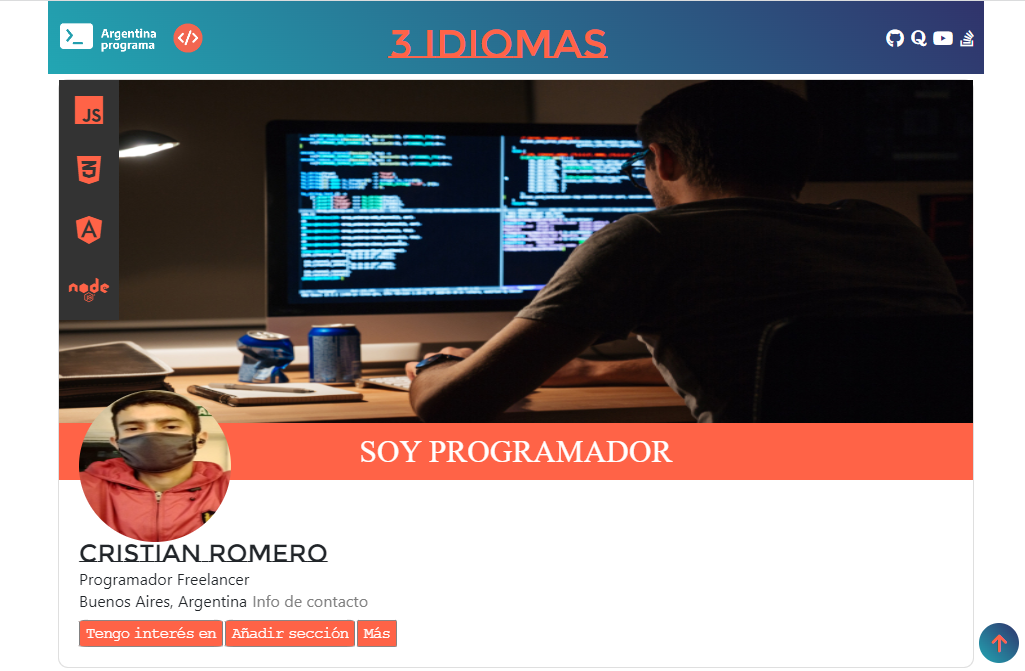 Argentina
programa
3 IDIOMAS
JS
node
JS
SOY PROGRAMADOR
CRISTIAN ROMERO
Programador Freelancer
Buenos Aires, Argentina Info de contacto
Tengo interés en Añadir sección Más